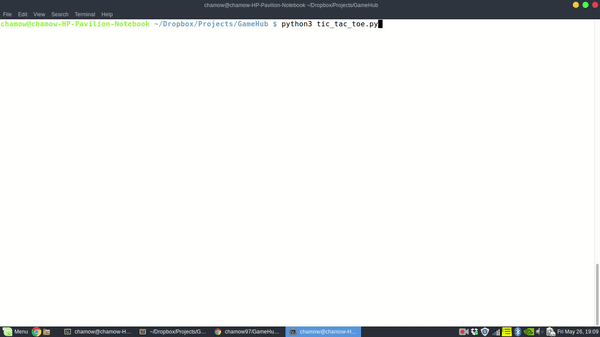 chamow@chamow-HP-Pavilion-Notebook ~/Dropbox/Projects/GameHub
File Edit View Search Terminal Help
chamow@chamow-HP-Pavilion-Notebook ~/Dropbox/Projects/GameHub $ python3 tic_tac_toe.py
Menu chamow@chamow-H... ~/Dropbox/Projects/G... chamow97/GameHu... chamow@chamow-H... Fri May 26, 19:09